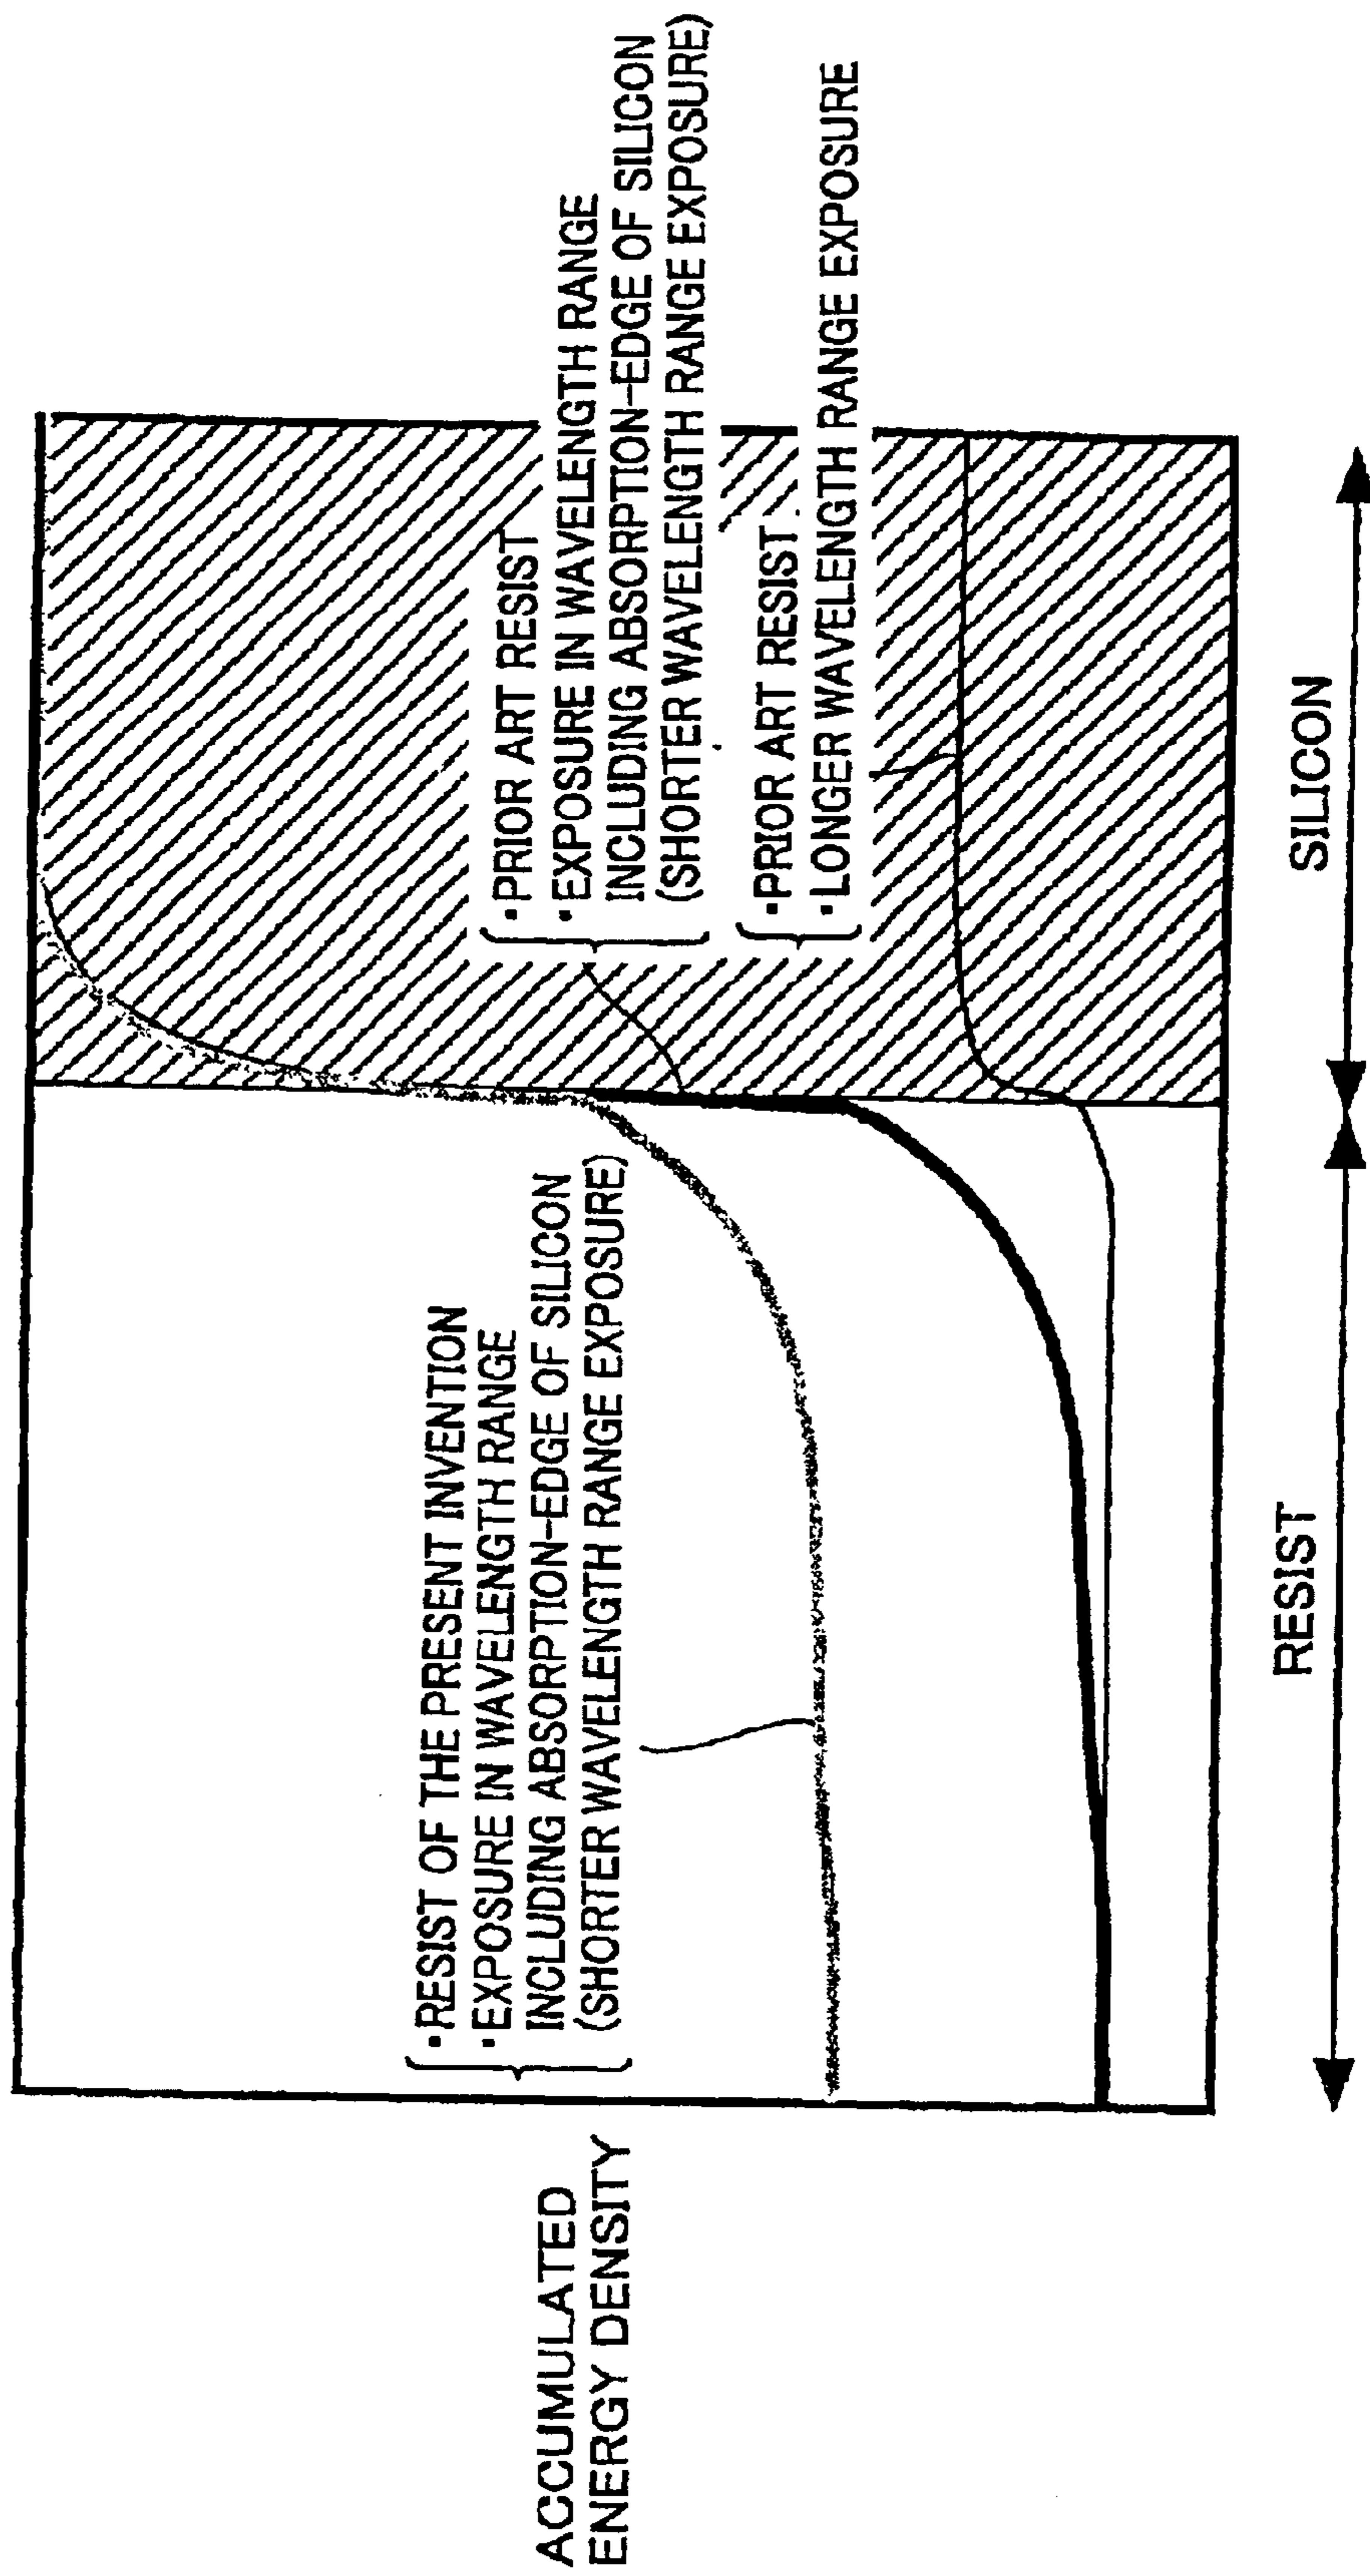 ACCUMULATED
ENERGY DENSITY
·RESIST OF THE PRESENT INVENTION
·EXPOSURE IN WAVELENGTH RANGE
INCLUDING ABSORPTION-EDGE OF SILICON
(SHORTER WAVELENGTH RANGE EXPOSURE)
·PRIOR ART RESIST
·EXPOSURE IN WAVELENGTH RANGE
INCLUDING ABSORPTION-EDGE OF SILICON
(SHORTER WAVELENGTH RANGE EXPOSURE)
·PRIOR ART RESIST
·LONGER WAVELENGTH RANGE EXPOSURE
RESIST
SILICON